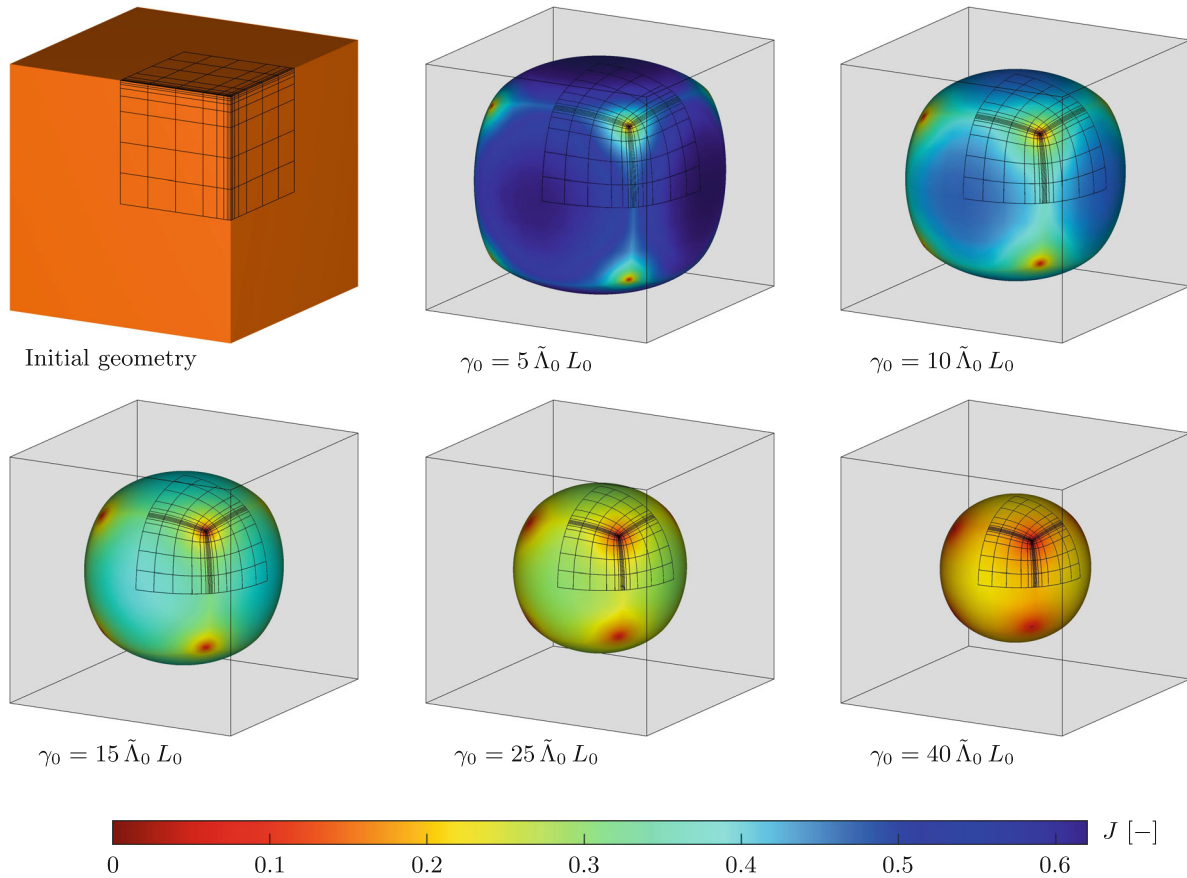 Initial geometry
γ₀ = 5 Λ̃₀ L₀
γ₀ = 10 Λ̃₀ L₀
γ₀ = 15 Λ̃₀ L₀
γ₀ = 25 Λ̃₀ L₀
γ₀ = 40 Λ̃₀ L₀
J [−]
0 0.1 0.2 0.3 0.4 0.5 0.6